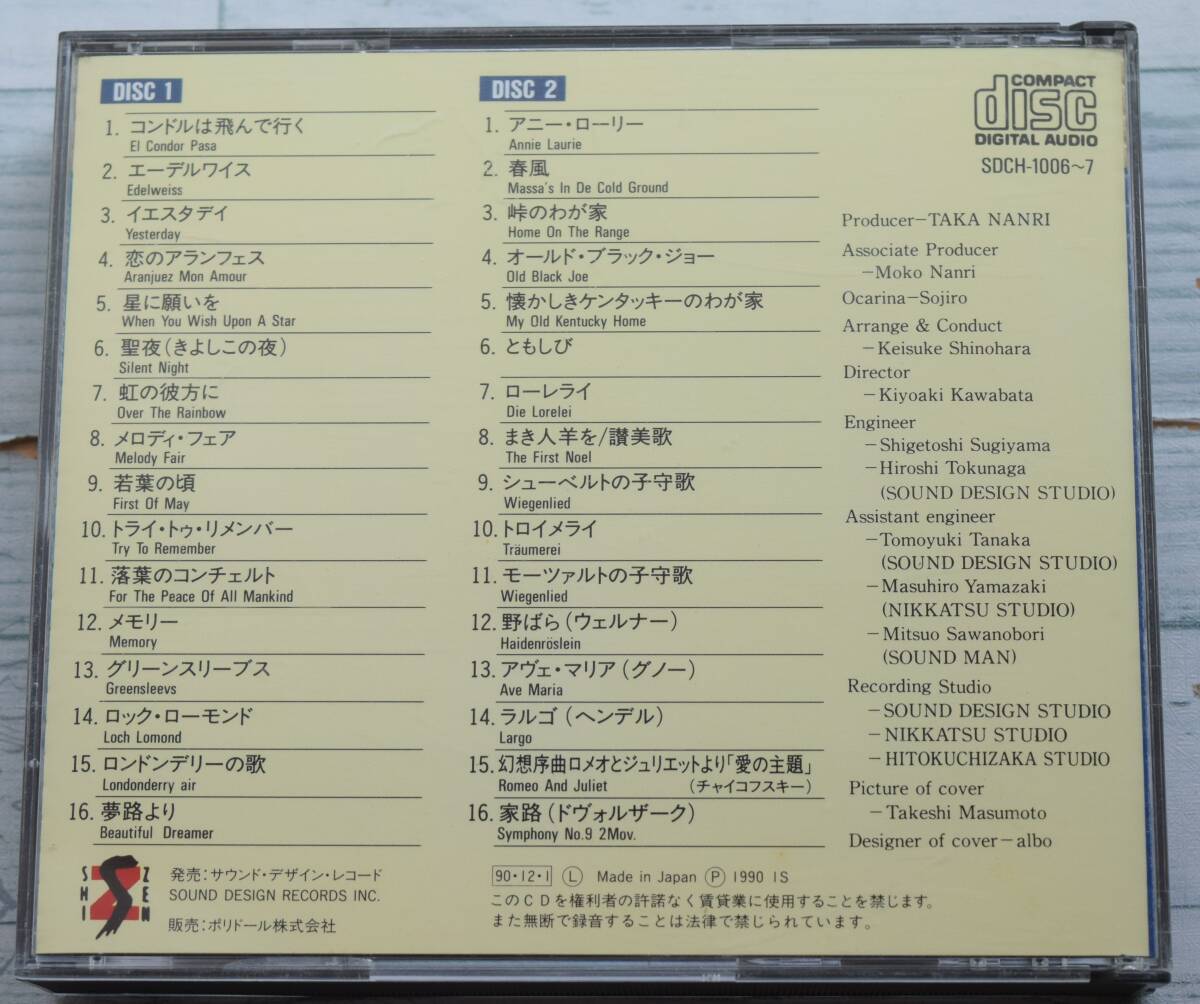 DISC 1
1. コンドルは飛んで行く
El Condor Pasa
2. エーデルワイス
Edelweiss
3. イエスタデイ
Yesterday
4. 恋のアランフェス
Aranjuez Mon Amour
5. 星に願いを
When You Wish Upon A Star
6. 聖夜(きよしこの夜)
Silent Night
7. 虹の彼方に
Over The Rainbow
8. メロディ・フェア
Melody Fair
9. 若葉の頃
First Of May
10. トライ・トゥ・リメンバー
Try To Remember
11. 落葉のコンチェルト
For The Peace Of All Mankind
12. メモリー
Memory
13. グリーンスリーブス
Greensleevs
14. ロック・ローモンド
Loch Lomond
15. ロンドンデリーの歌
Londonderry air
16. 夢路より
Beautiful Dreamer
DISC 2
1. アニー・ローリー
Annie Laurie
2. 春風
Massa's In De Cold Ground
3. 峠のわが家
Home On The Range
4. オールド・ブラック・ジョー
Old Black Joe
5. 懐かしきケンタッキーのわが家
My Old Kentucky Home
6. ともしび
7. ローレライ
Die Lorelei
8. まき人羊を/讃美歌
The First Noel
9. シューベルトの子守歌
Wiegenlied
10. トロイメライ
Träumerei
11. モーツァルトの子守歌
Wiegenlied
12. 野ばら(ウェルナー)
Haidenröslein
13. アヴェ・マリア(グノー)
Ave Maria
14. ラルゴ(ヘンデル)
Largo
15. 幻想序曲ロメオとジュリエットより「愛の主題」
Romeo And Juliet (チャイコフスキー)
16. 家路(ドヴォルザーク)
Symphony No.9 2Mov.
COMPACT
disc
DIGITAL AUDIO
SDCH-1006〜7
Producer−TAKA NANRI
Associate Producer
−Moko Nanri
Ocarina−Sojiro
Arrange & Conduct
−Keisuke Shinohara
Director
−Kiyoaki Kawabata
Engineer
−Shigetoshi Sugiyama
−Hiroshi Tokunaga
(SOUND DESIGN STUDIO)
Assistant engineer
−Tomoyuki Tanaka
(SOUND DESIGN STUDIO)
−Masuhiro Yamazaki
(NIKKATSU STUDIO)
−Mitsuo Sawanobori
(SOUND MAN)
Recording Studio
−SOUND DESIGN STUDIO
−NIKKATSU STUDIO
−HITOKUCHIZAKA STUDIO
Picture of cover
−Takeshi Masumoto
Designer of cover−albo
SHI ZEN
発売:サウンド・デザイン・レコード
SOUND DESIGN RECORDS INC.
販売:ポリドール株式会社
90・12・1 Ⓛ Made in Japan Ⓟ 1990 IS
このCDを権利者の許諾なく賃貸業に使用することを禁じます。
また無断で録音することは法律で禁じられています。